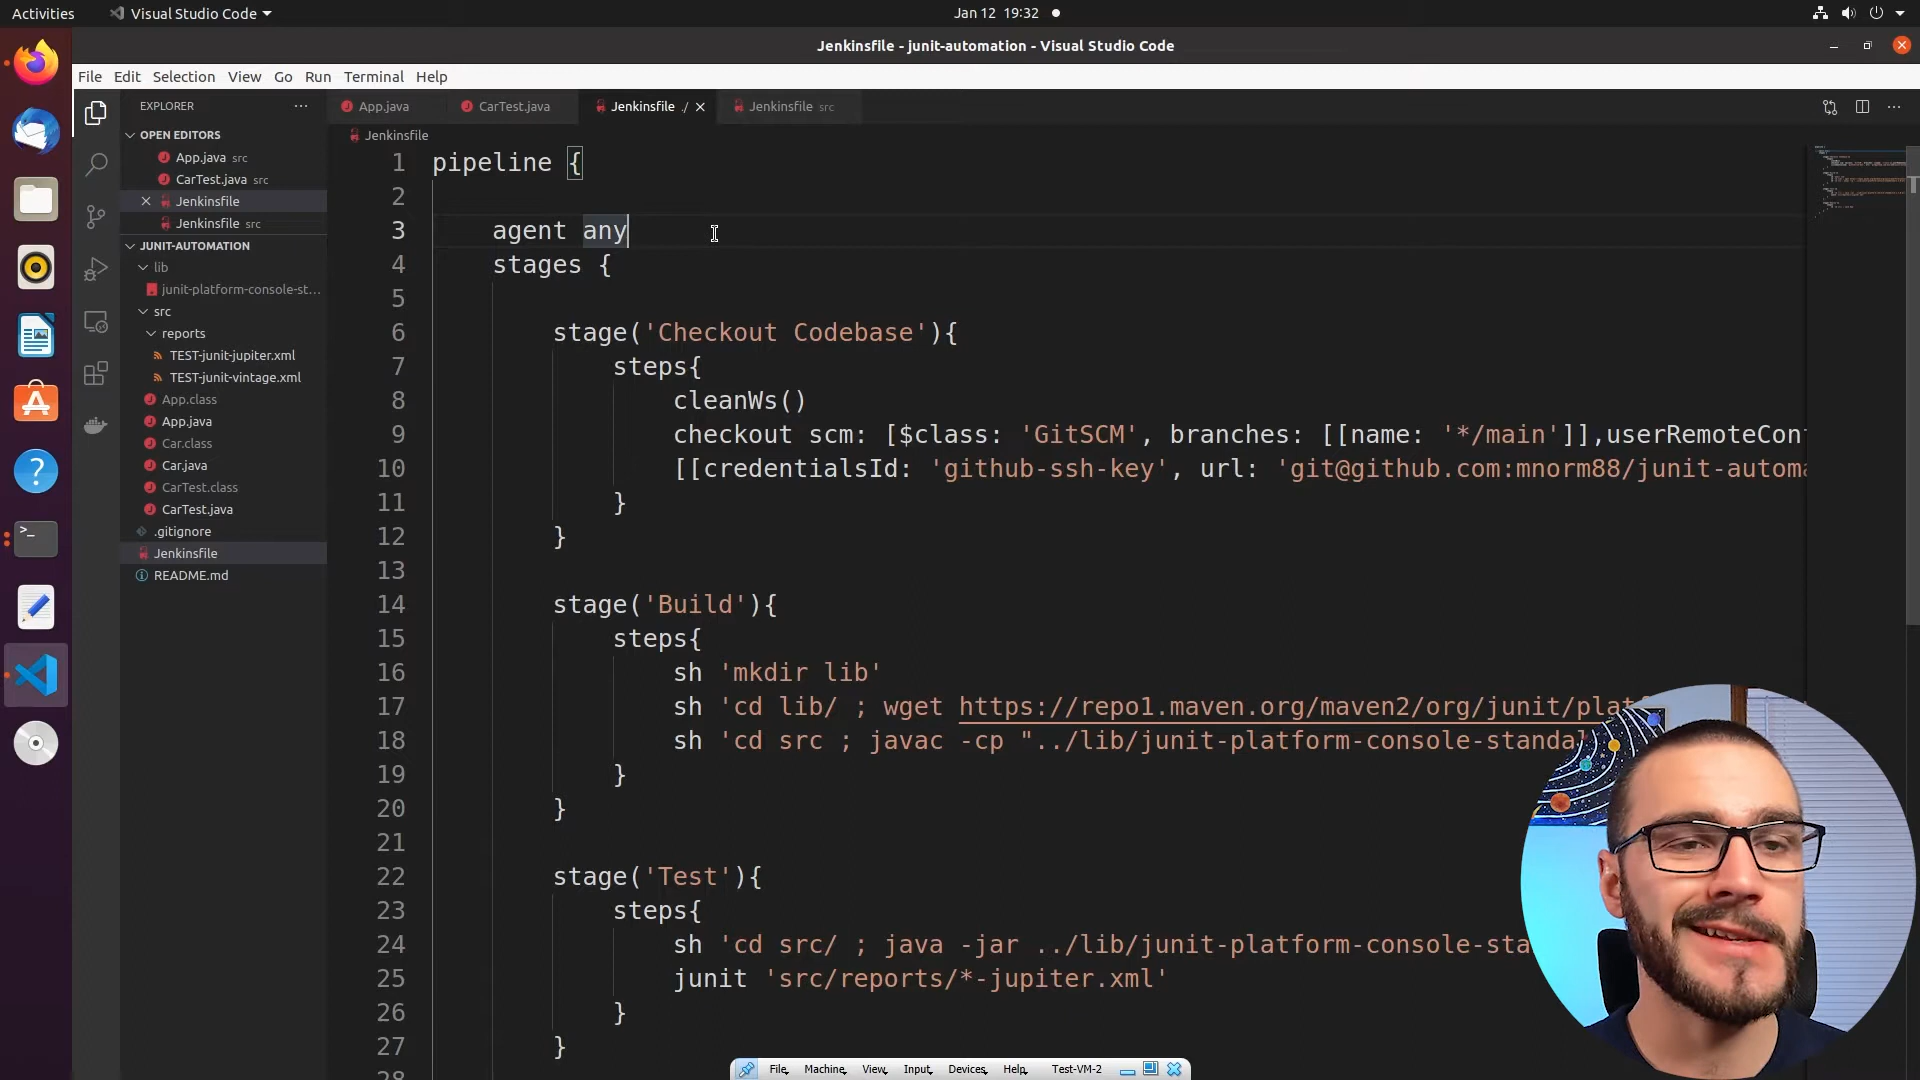 Activities
Visual Studio Code
Jan 12 19:32
Jenkinsfile - junit-automation - Visual Studio Code
File Edit Selection View Go Run Terminal Help
EXPLORER
App.java
CarTest.java
Jenkinsfile ./
Jenkinsfile src
OPEN EDITORS
App.java src
CarTest.java src
Jenkinsfile
Jenkinsfile src
JUNIT-AUTOMATION
lib
junit-platform-console-st...
src
reports
TEST-junit-jupiter.xml
TEST-junit-vintage.xml
App.class
App.java
Car.class
Car.java
CarTest.class
CarTest.java
.gitignore
Jenkinsfile
README.md
Jenkinsfile
1 pipeline {
2
3 agent any
4 stages {
5
6 stage('Checkout Codebase'){
7 steps{
8 cleanWs()
9 checkout scm: [$class: 'GitSCM', branches: [[name: '*/main']],userRemoteCon
10 [[credentialsId: 'github-ssh-key', url: 'git@github.com:mnorm88/junit-automa
11 }
12 }
13
14 stage('Build'){
15 steps{
16 sh 'mkdir lib'
17 sh 'cd lib/ ; wget https://repo1.maven.org/maven2/org/junit/platf
18 sh 'cd src ; javac -cp "../lib/junit-platform-console-standal
19 }
20 }
21
22 stage('Test'){
23 steps{
24 sh 'cd src/ ; java -jar ../lib/junit-platform-console-sta
25 junit 'src/reports/*-jupiter.xml'
26 }
27 }
28
File Machine View Input Devices Help Test-VM-2